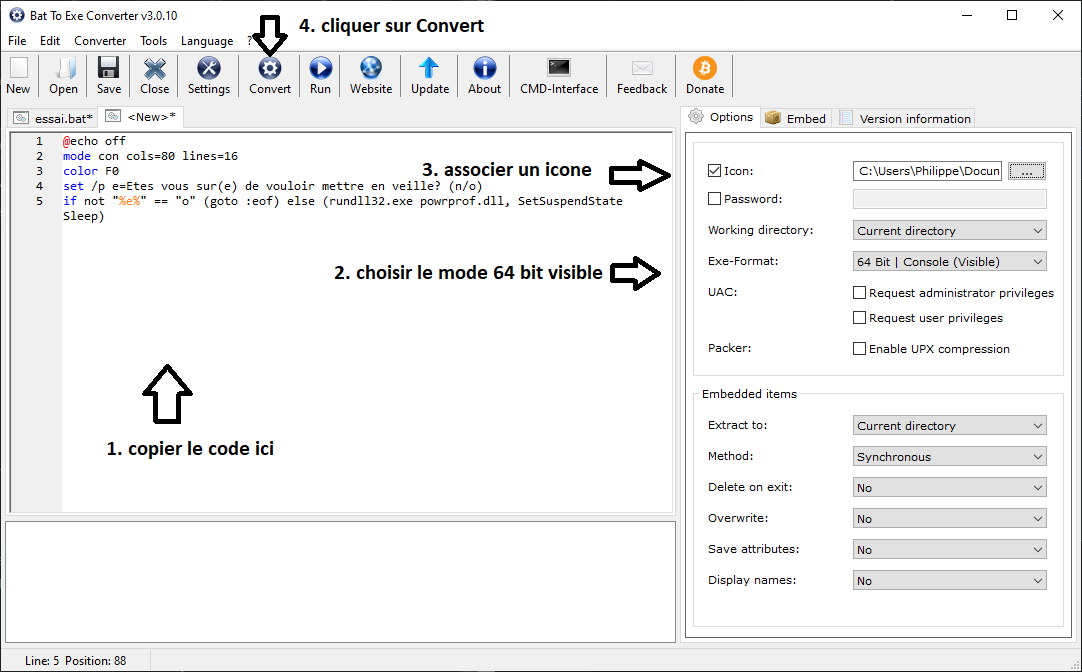 Bat To Exe Converter v3.0.10
4. cliquer sur Convert
File Edit Converter Tools Language ?
New Open Save Close Settings Convert Run Website Update About CMD-Interface Feedback Donate
essai.bat* <New>*
Options Embed Version information
1 @echo off
2 mode con cols=80 lines=16
3 color F0
4 set /p e=Etes vous sur(e) de vouloir mettre en veille? (n/o)
5 if not "%e%" == "o" (goto :eof) else (rundll32.exe powrprof.dll, SetSuspendState
Sleep)
3. associer un icone
2. choisir le mode 64 bit visible
1. copier le code ici
Icon: C:\Users\Philippe\Docun ...
Password:
Working directory: Current directory
Exe-Format: 64 Bit | Console (Visible)
UAC: Request administrator privileges
Request user privileges
Packer: Enable UPX compression
Embedded items
Extract to: Current directory
Method: Synchronous
Delete on exit: No
Overwrite: No
Save attributes: No
Display names: No
Line: 5 Position: 88